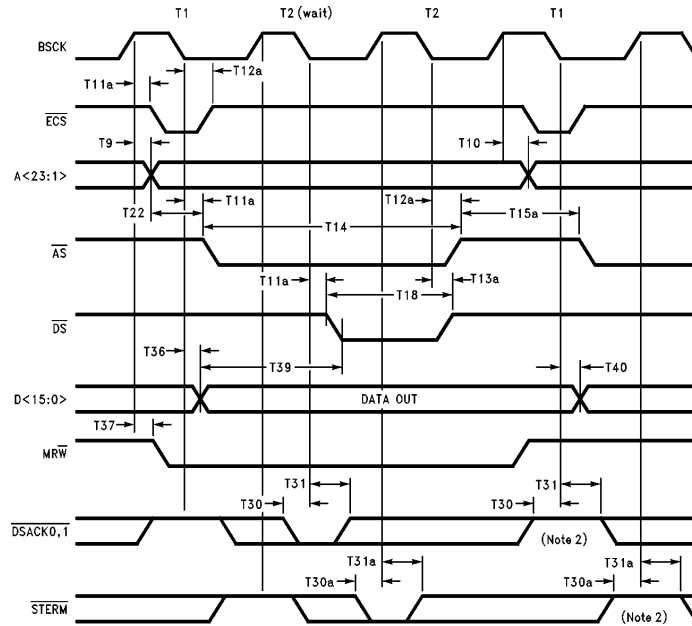 T1 T2 (wait) T2 T1
BSCK
T11a T12a
ECS
T9 T10
A<23:1>
T22 T11a T12a T15a
T14
AS
T11a T13a
T18
DS
T36 T39 T40
D<15:0> DATA OUT
T37
MRW
T31 T31
T30 T30
DSACK0,1 (Note 2)
T31a T31a
T30a T30a
STERM (Note 2)